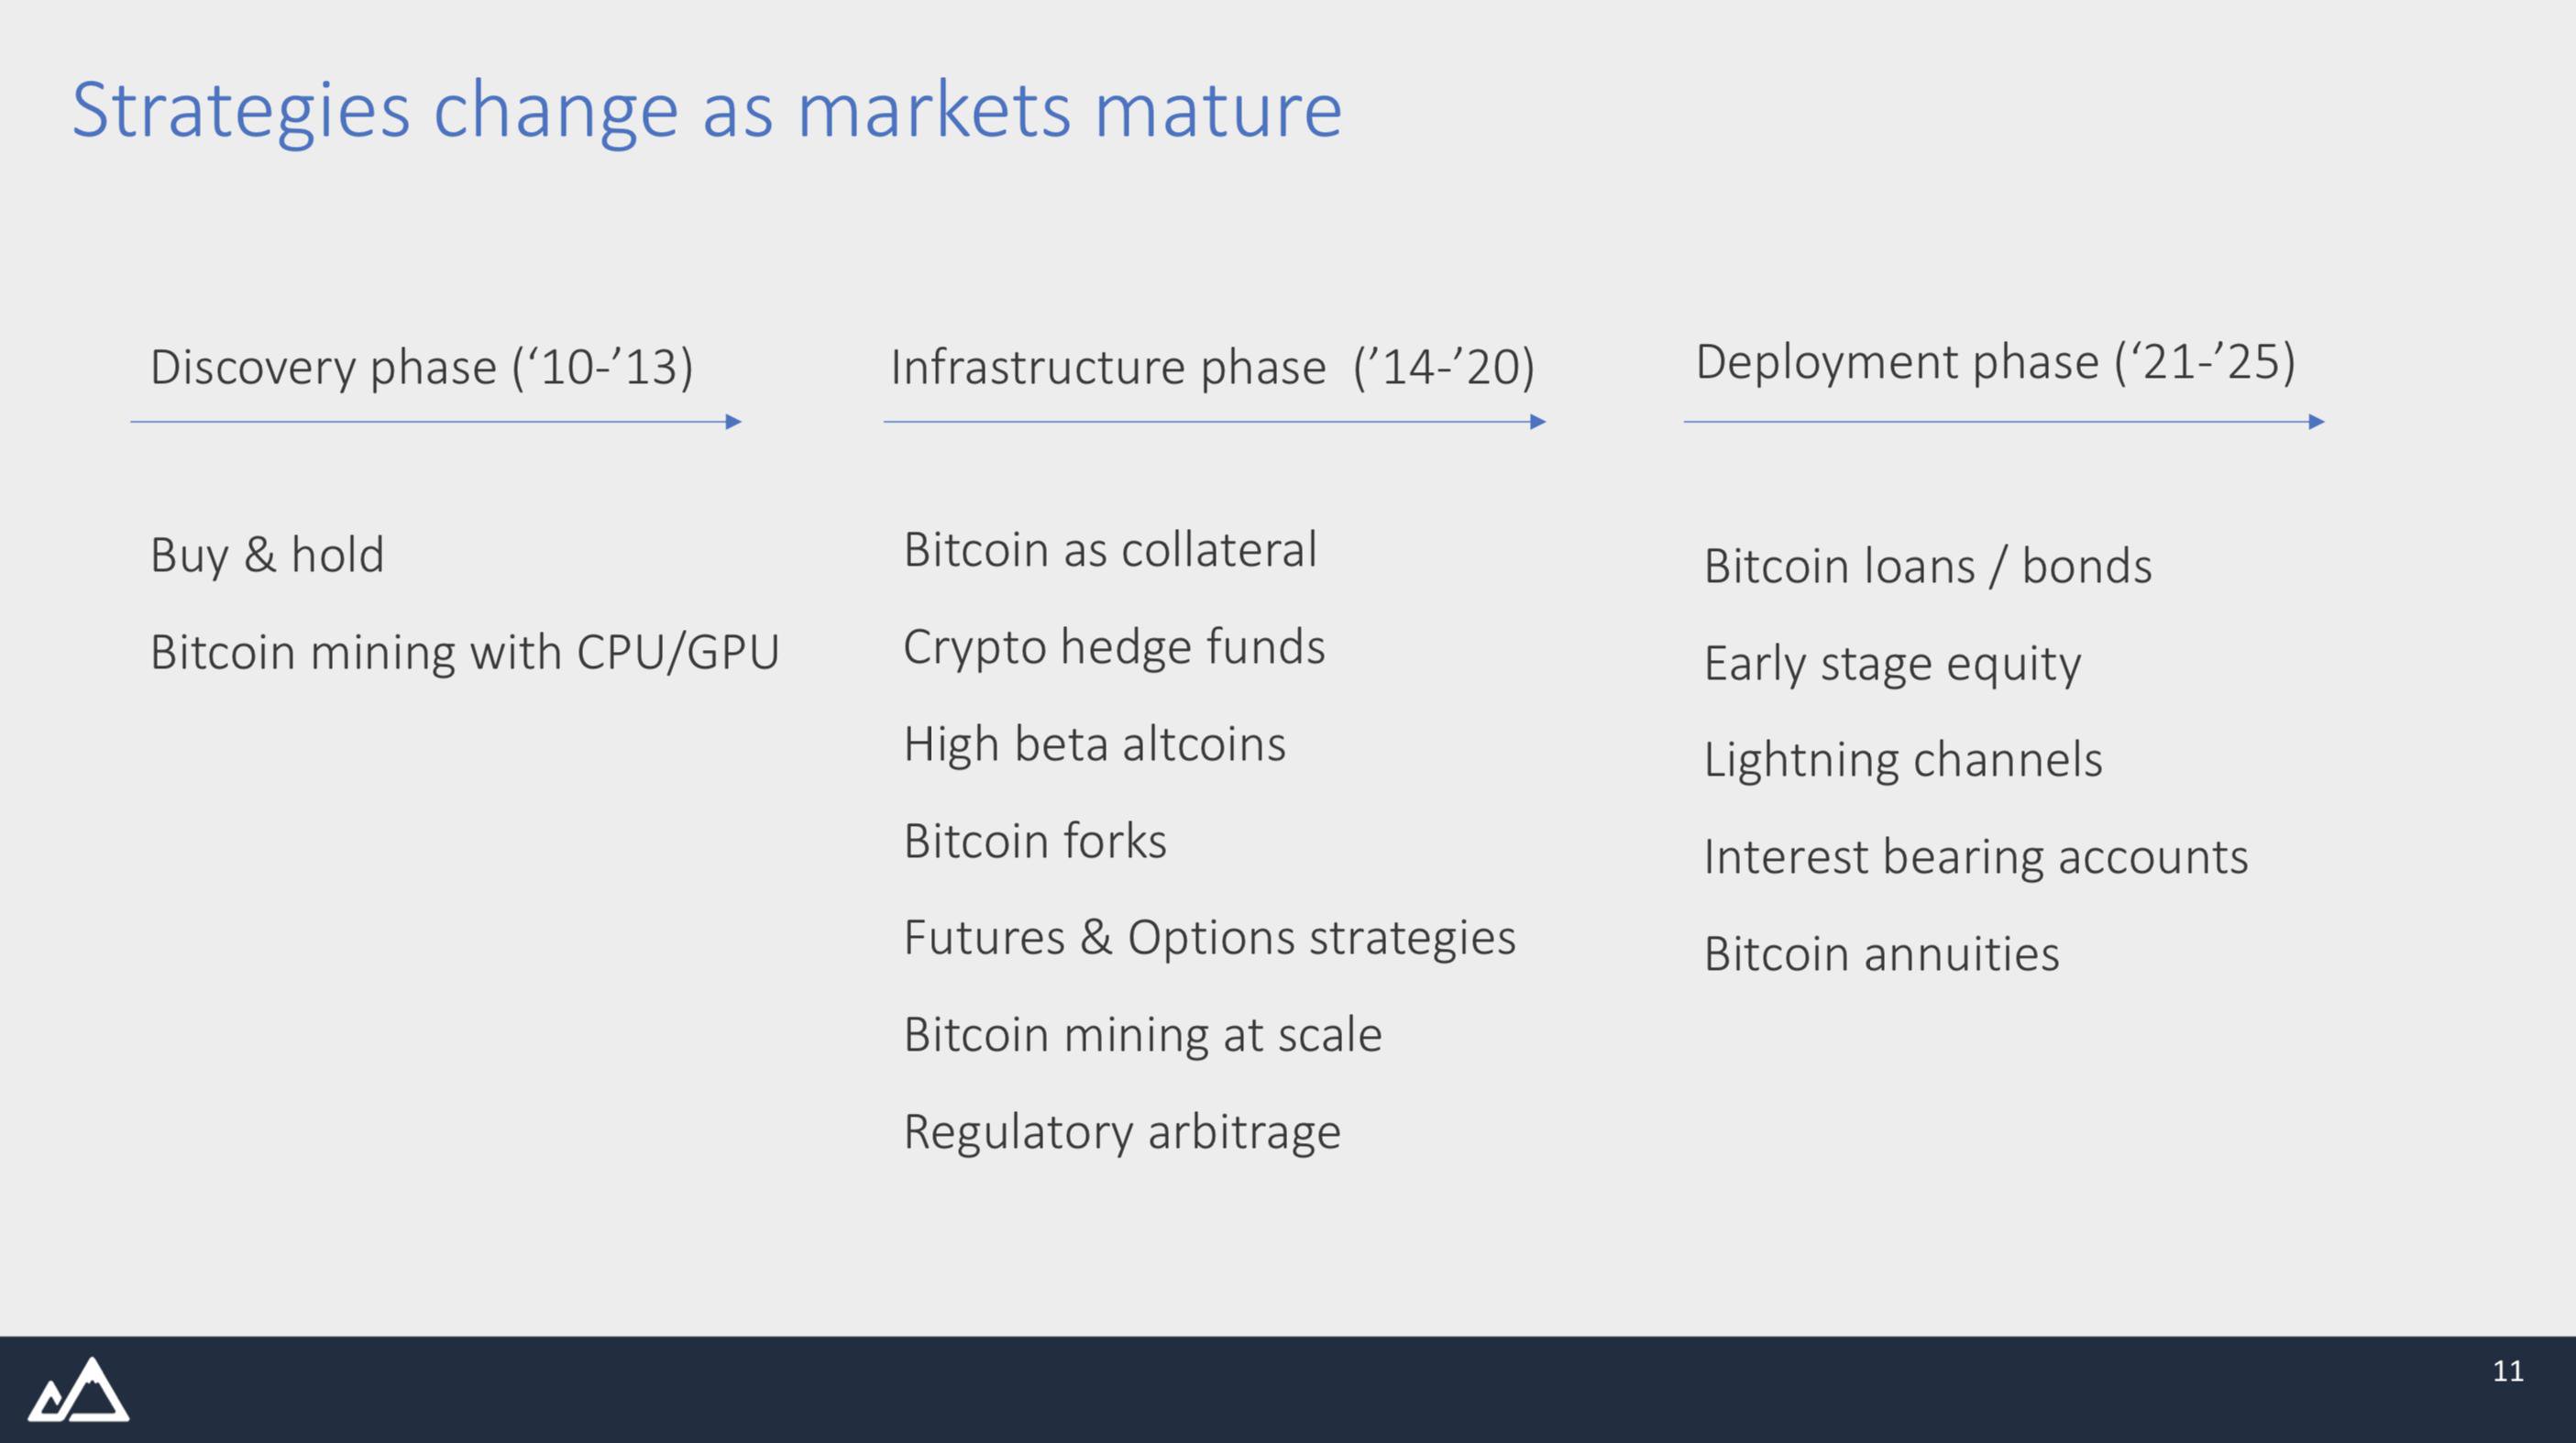 Strategies change as markets mature
Discovery phase (‘10-’13)
Buy & hold
Bitcoin mining with CPU/GPU
Infrastructure phase  (’14-’20)
Bitcoin as collateral
Crypto hedge funds
High beta altcoins
Bitcoin forks
Futures & Options strategies
Bitcoin mining at scale
Regulatory arbitrage
Deployment phase (‘21-’25)
Bitcoin loans / bonds
Early stage equity
Lightning channels
Interest bearing accounts
Bitcoin annuities
11